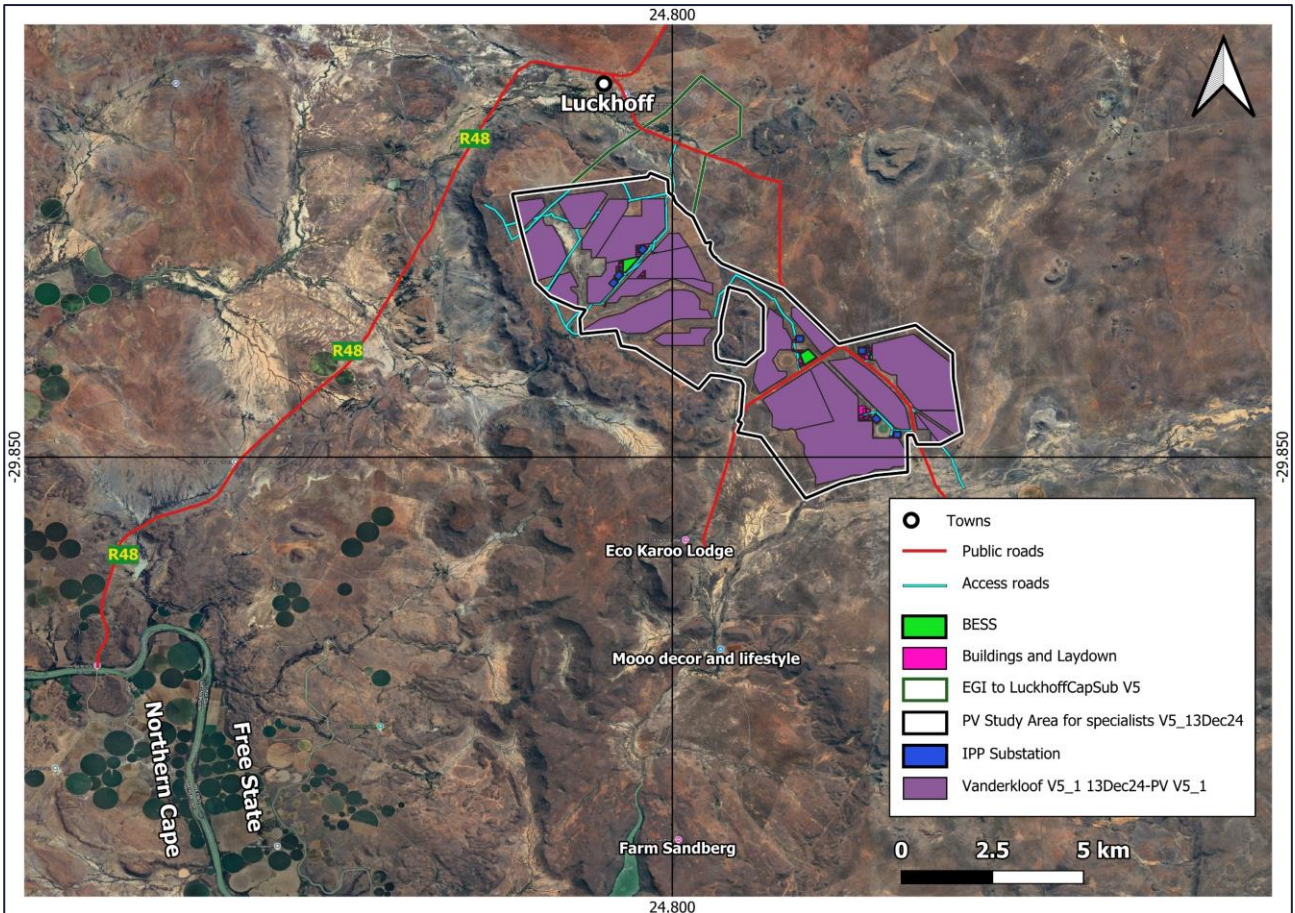 24.800
Luckhoff
R48
R48
-29.850
-29.850
R48
Eco Karoo Lodge
Mooo decor and lifestyle
Northern Cape
Free State
Farm Sandberg
Towns
Public roads
Access roads
BESS
Buildings and Laydown
EGI to LuckhoffCapSub V5
PV Study Area for specialists V5_13Dec24
IPP Substation
Vanderkloof V5_1 13Dec24-PV V5_1
0 2.5 5 km
24.800